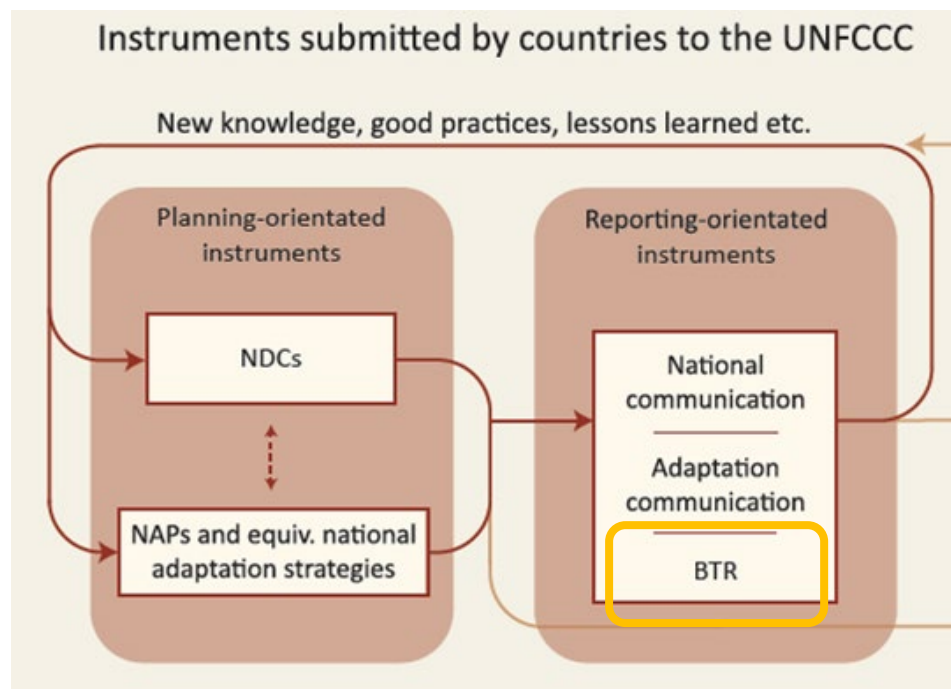 Instruments submitted by countries to the UNFCCC
New knowledge, good practices, lessons learned etc.
Planning-orientated
instruments
NDCs
NAPs and equiv. national
adaptation strategies
Reporting-orientated
instruments
National
communication
Adaptation
communication
BTR